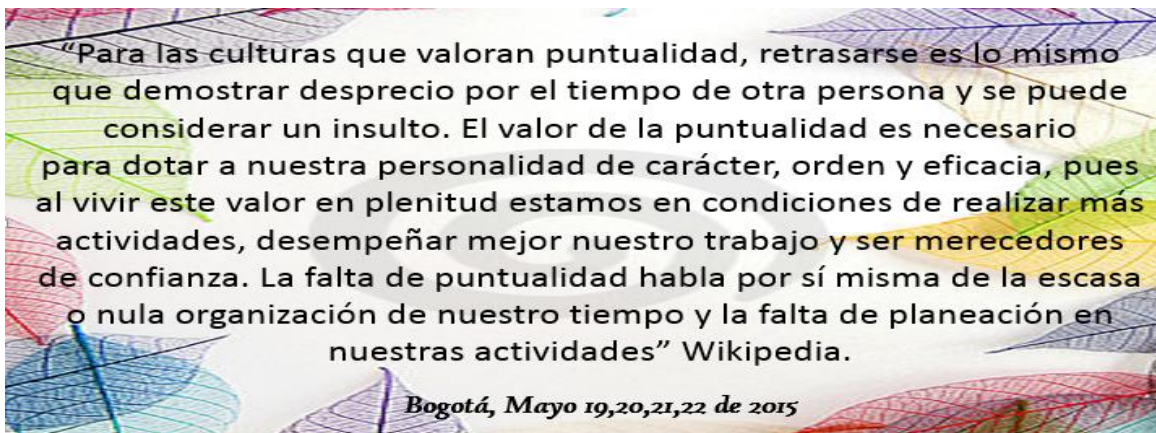 “Para las culturas que valoran puntualidad, retrasarse es lo mismo
que demostrar desprecio por el tiempo de otra persona y se puede
considerar un insulto. El valor de la puntualidad es necesario
para dotar a nuestra personalidad de carácter, orden y eficacia, pues
al vivir este valor en plenitud estamos en condiciones de realizar más
actividades, desempeñar mejor nuestro trabajo y ser merecedores
de confianza. La falta de puntualidad habla por sí misma de la escasa
o nula organización de nuestro tiempo y la falta de planeación en
nuestras actividades” Wikipedia.
Bogotá, Mayo 19,20,21,22 de 2015